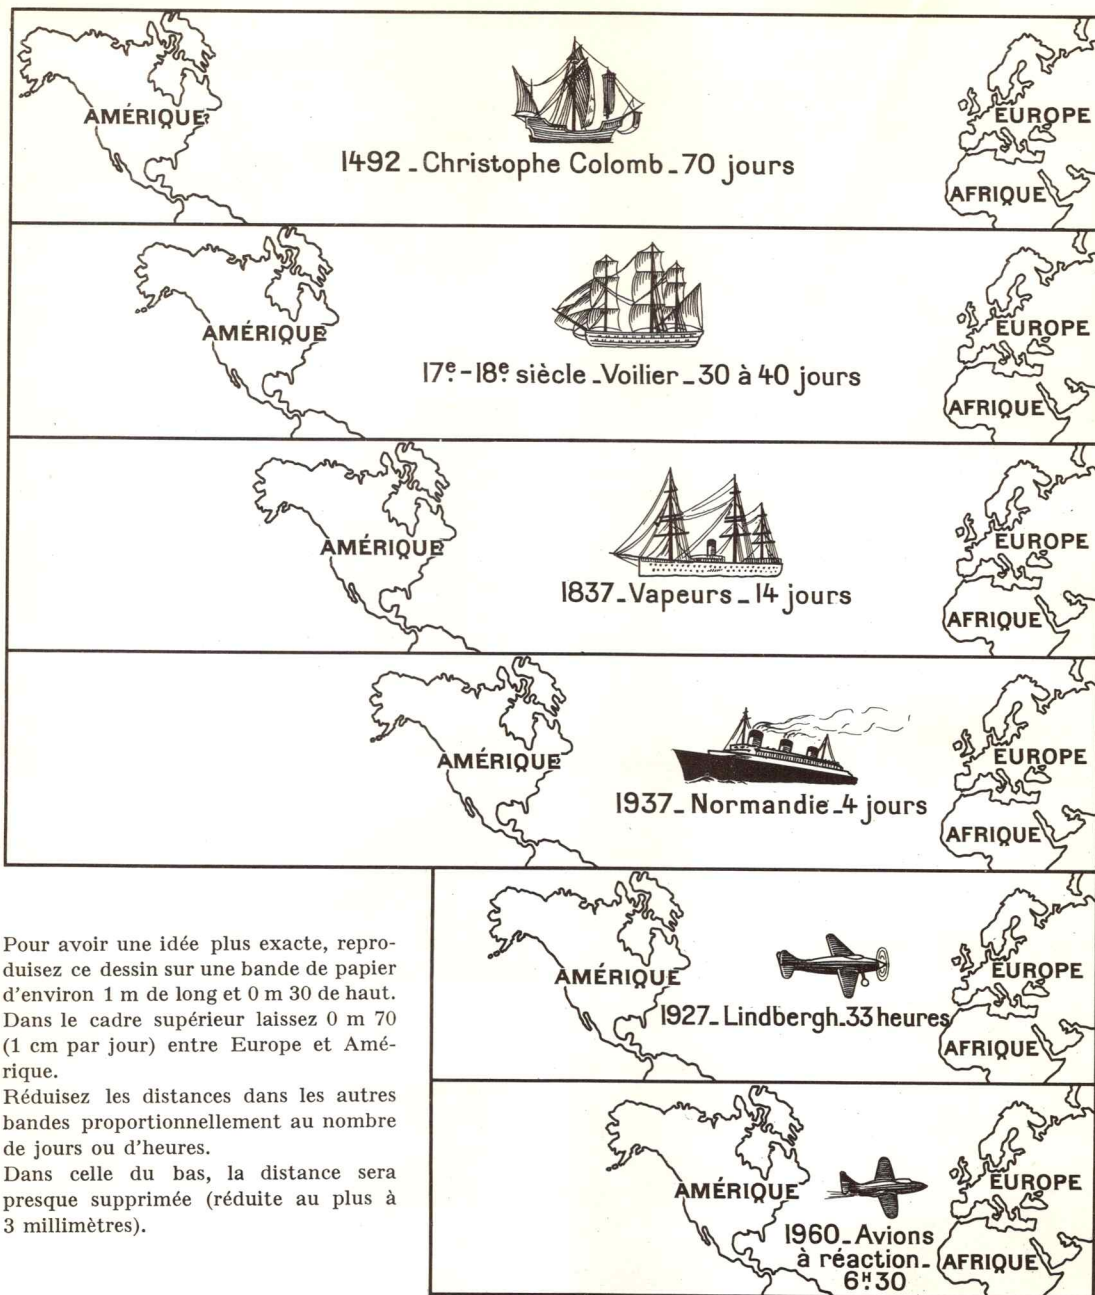 AMÉRIQUE
EUROPE
AFRIQUE
1492 - Christophe Colomb - 70 jours
AMÉRIQUE
EUROPE
AFRIQUE
17e - 18e siècle - Voilier - 30 à 40 jours
AMÉRIQUE
EUROPE
AFRIQUE
1837 - Vapeurs - 14 jours
AMÉRIQUE
EUROPE
AFRIQUE
1937 - Normandie - 4 jours
AMÉRIQUE
EUROPE
AFRIQUE
1927 - Lindbergh - 33 heures
AMÉRIQUE
EUROPE
AFRIQUE
1960 - Avions
à réaction -
6H30
Pour avoir une idée plus exacte, repro-
duisez ce dessin sur une bande de papier
d'environ 1 m de long et 0 m 30 de haut.
Dans le cadre supérieur laissez 0 m 70
(1 cm par jour) entre Europe et Amé-
rique.
Réduisez les distances dans les autres
bandes proportionnellement au nombre
de jours ou d'heures.
Dans celle du bas, la distance sera
presque supprimée (réduite au plus à
3 millimètres).